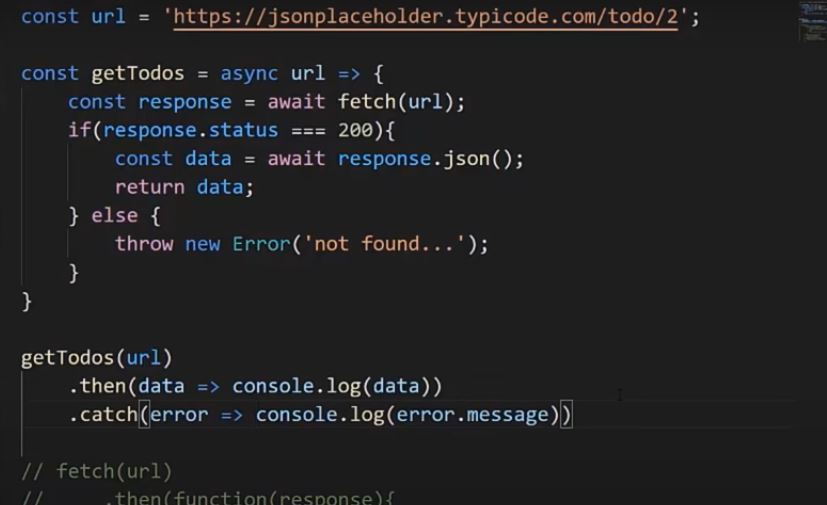 const url = 'https://jsonplaceholder.typicode.com/todo/2';
const getTodos = async url => {
const response = await fetch(url);
if(response.status === 200){
const data = await response.json();
return data;
} else {
throw new Error('not found...');
}
}
getTodos(url)
.then(data => console.log(data))
.catch(error => console.log(error.message))
// fetch(url)
// .then(function(response){